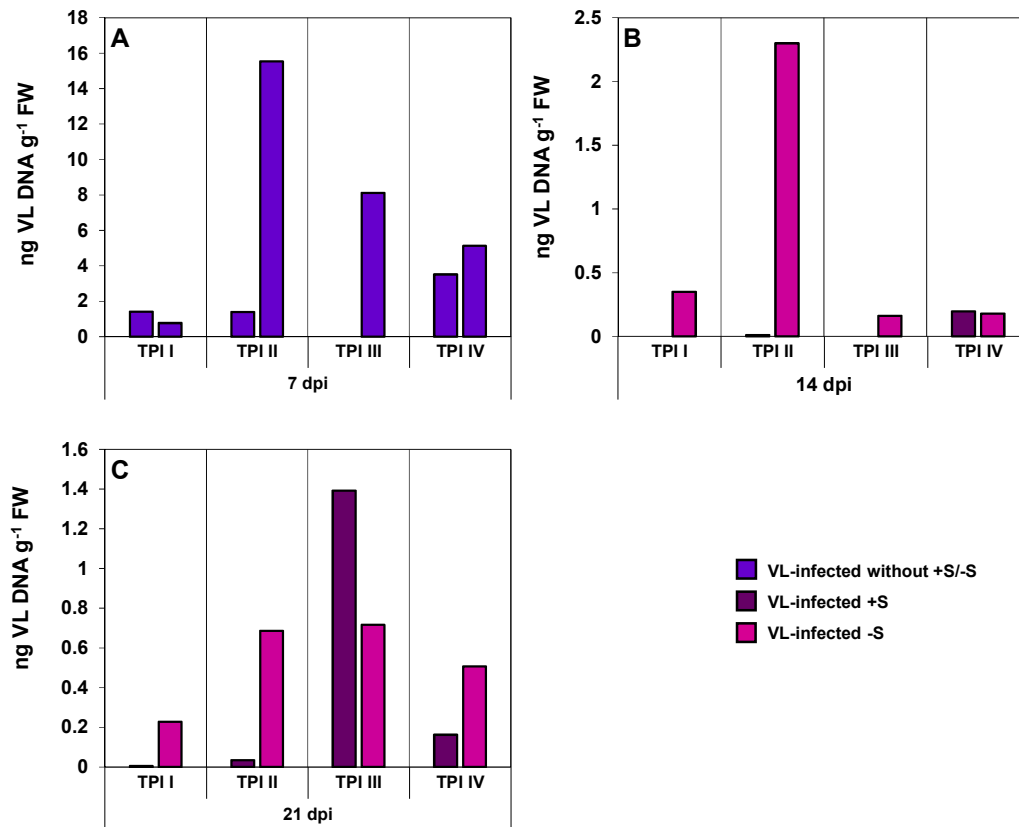 A
ng VL DNA g⁻¹ FW
18
16
14
12
10
8
6
4
2
0
TPI I TPI II TPI III TPI IV
7 dpi
B
ng VL DNA g⁻¹ FW
2.5
2
1.5
1
0.5
0
TPI I TPI II TPI III TPI IV
14 dpi
C
ng VL DNA g⁻¹ FW
1.6
1.4
1.2
1
0.8
0.6
0.4
0.2
0
TPI I TPI II TPI III TPI IV
21 dpi
VL-infected without +S/-S
VL-infected +S
VL-infected -S